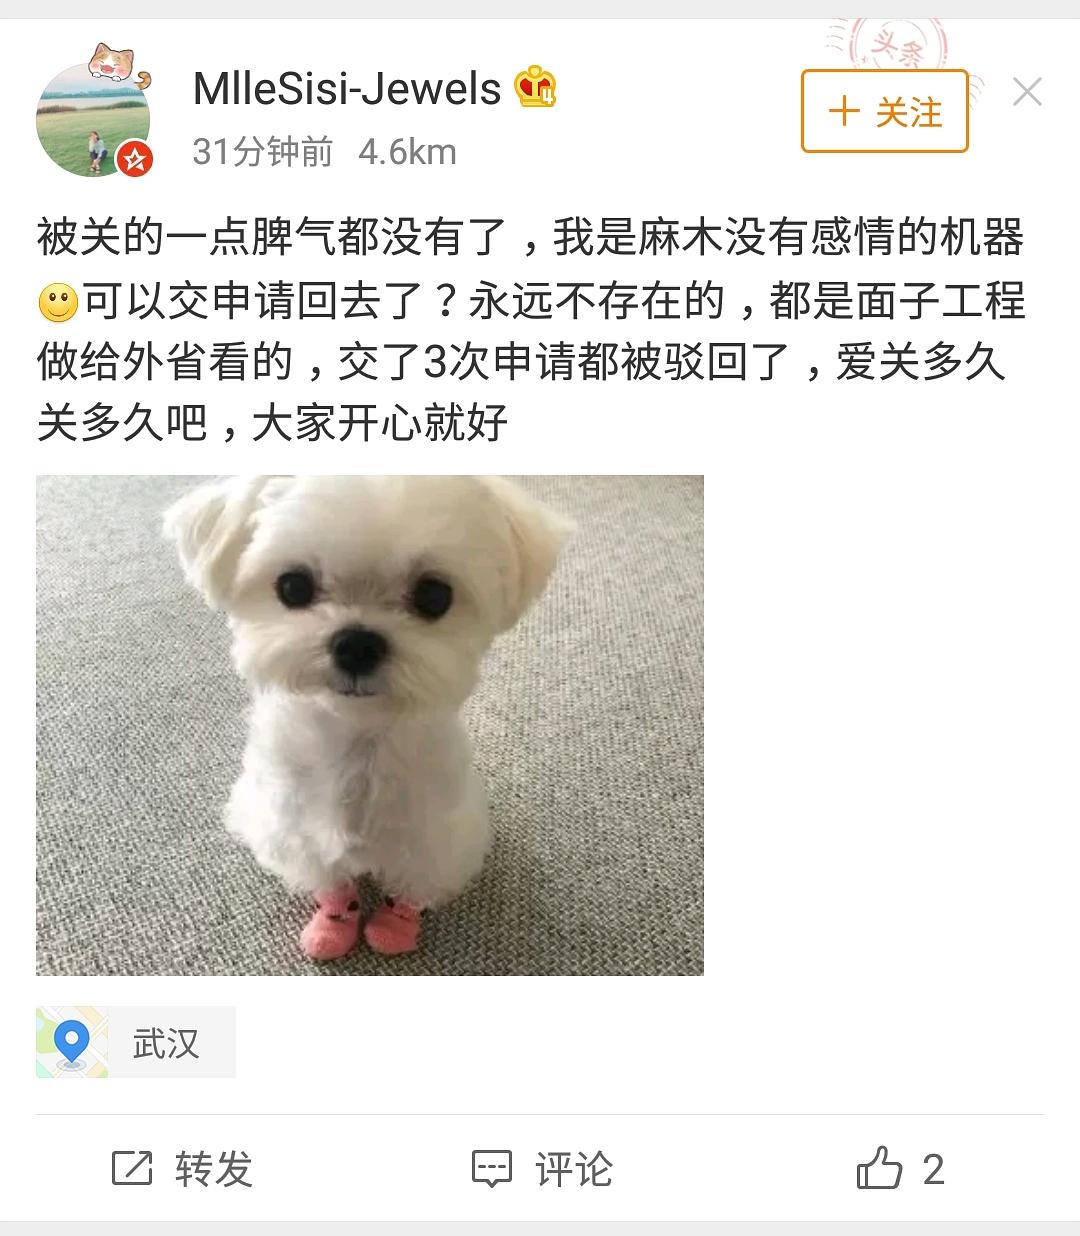 头条
MlleSisi-Jewels
4
31分钟前 4.6km
+ 关注
被关的一点脾气都没有了，我是麻木没有感情的机器
可以交申请回去了？永远不存在的，都是面子工程
做给外省看的，交了3次申请都被驳回了，爱关多久
关多久吧，大家开心就好
武汉
转发 评论 2